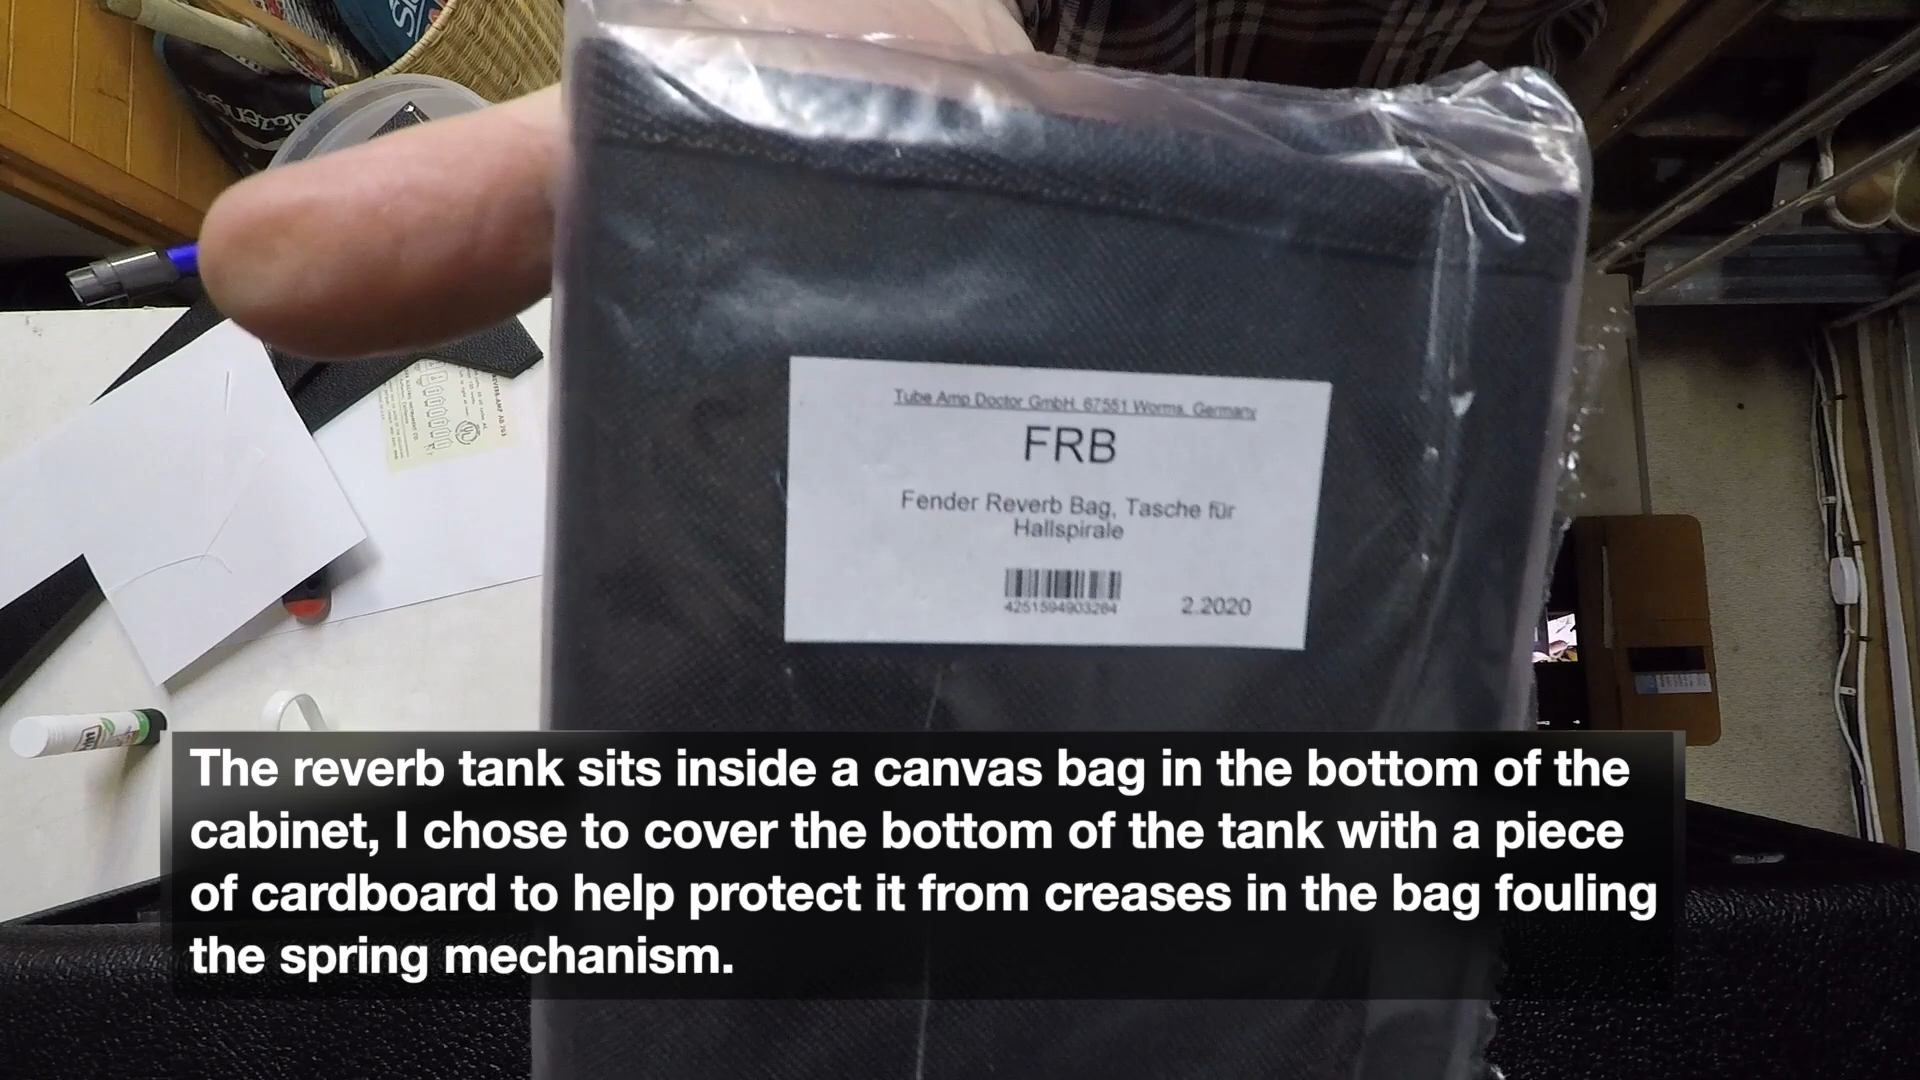 Tube Amp Doctor GmbH, 67551 Worms, Germany
FRB
Fender Reverb Bag, Tasche für
Hallspirale
4251594903284
2.2020
The reverb tank sits inside a canvas bag in the bottom of the
cabinet, I chose to cover the bottom of the tank with a piece
of cardboard to help protect it from creases in the bag fouling
the spring mechanism.